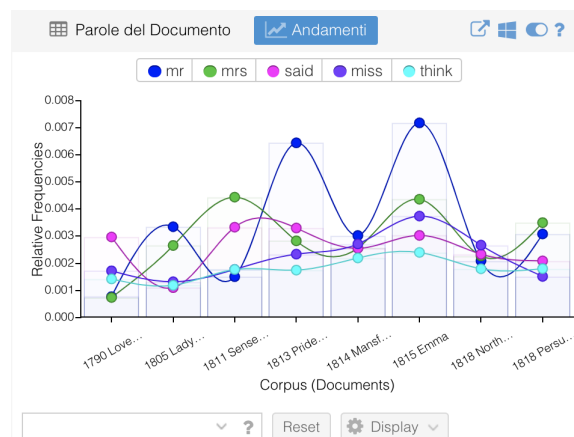 Parole del Documento Andamenti ?
mr mrs said miss think
0.008
0.007
0.006
0.005
0.004
0.003
0.002
0.001
0.000
Relative Frequencies
1790 Love… 1805 Lady… 1811 Sense… 1813 Pride… 1814 Mansf… 1815 Emma 1818 North… 1818 Persu…
Corpus (Documents)
? Reset Display